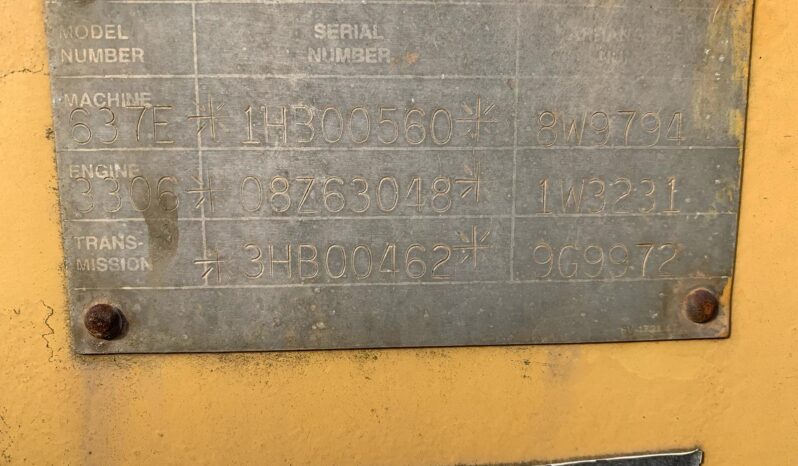 MODEL NUMBER SERIAL NUMBER
MACHINE
637E * 1HB00560 * 8W9794
ENGINE
3306 * 08Z63048 * 1W3231
TRANS-
MISSION * 3HB00462 * 9G9972